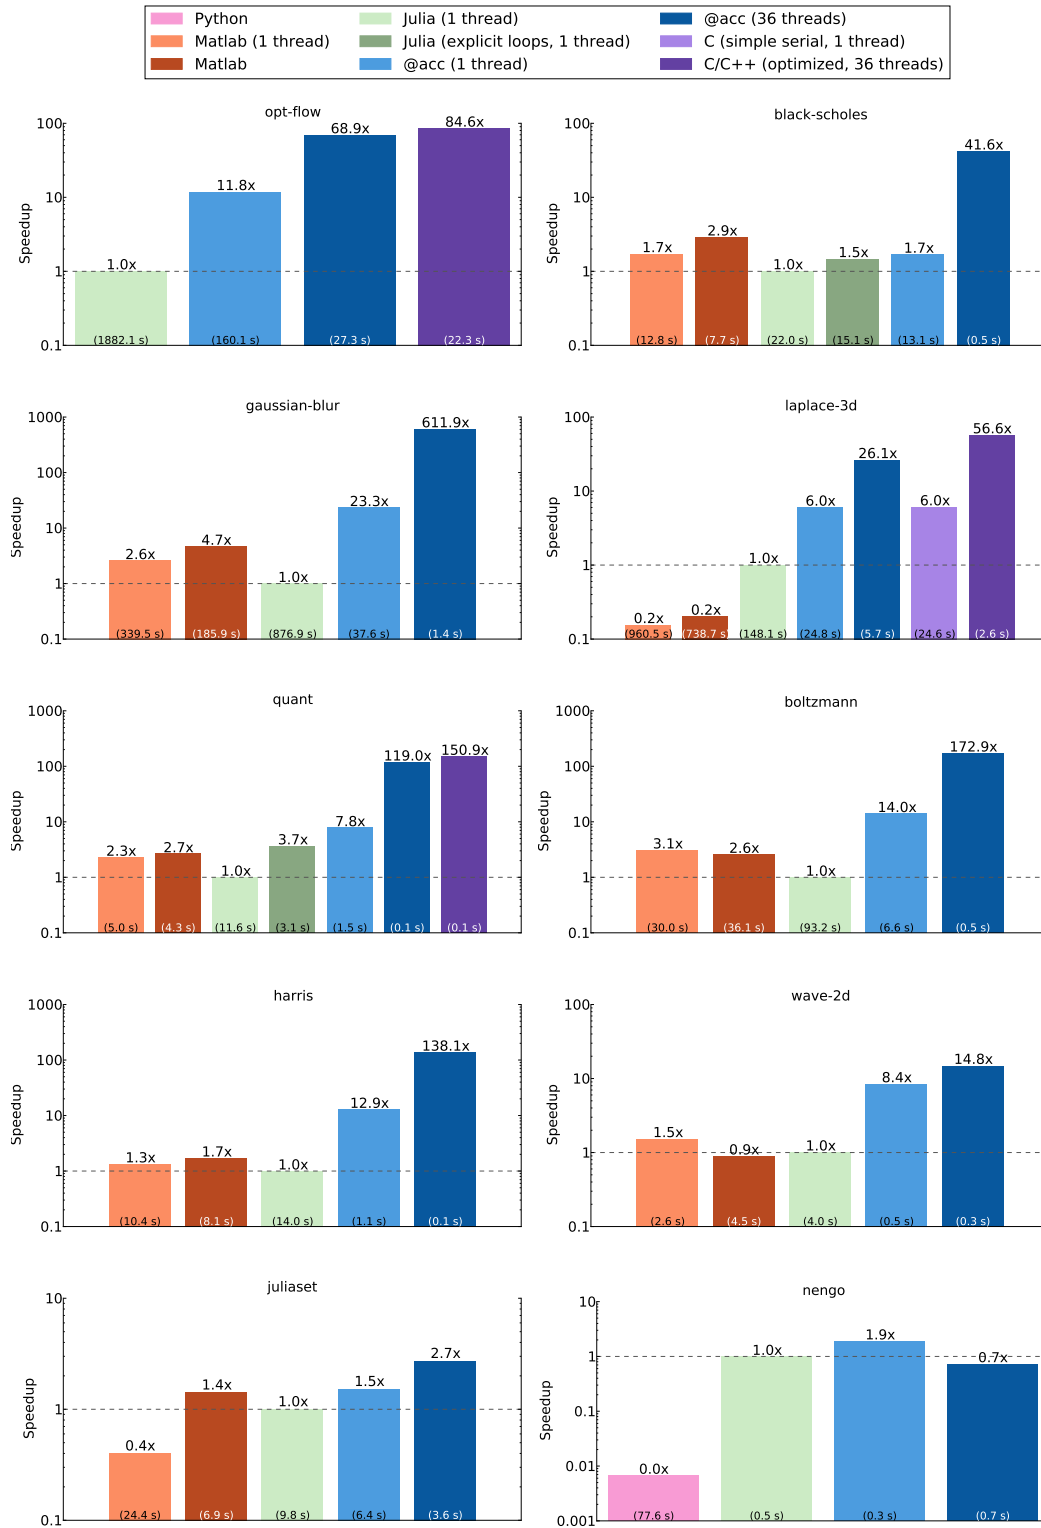 Python
Matlab (1 thread)
Matlab
Julia (1 thread)
Julia (explicit loops, 1 thread)
@acc (1 thread)
@acc (36 threads)
C (simple serial, 1 thread)
C/C++ (optimized, 36 threads)
opt-flow
Speedup
100
10
1
0.1
1.0x
11.8x
68.9x
84.6x
(1882.1 s)
(160.1 s)
(27.3 s)
(22.3 s)
black-scholes
Speedup
100
10
1
0.1
1.7x
2.9x
1.0x
1.5x
1.7x
41.6x
(12.8 s)
(7.7 s)
(22.0 s)
(15.1 s)
(13.1 s)
(0.5 s)
gaussian-blur
Speedup
1000
100
10
1
0.1
2.6x
4.7x
1.0x
23.3x
611.9x
(339.5 s)
(185.9 s)
(876.9 s)
(37.6 s)
(1.4 s)
laplace-3d
Speedup
100
10
1
0.1
0.2x
0.2x
1.0x
6.0x
26.1x
6.0x
56.6x
(960.5 s)
(738.7 s)
(148.1 s)
(24.8 s)
(5.7 s)
(24.6 s)
(2.6 s)
quant
Speedup
1000
100
10
1
0.1
2.3x
2.7x
1.0x
3.7x
7.8x
119.0x
150.9x
(5.0 s)
(4.3 s)
(11.6 s)
(3.1 s)
(1.5 s)
(0.1 s)
(0.1 s)
boltzmann
Speedup
1000
100
10
1
0.1
3.1x
2.6x
1.0x
14.0x
172.9x
(30.0 s)
(36.1 s)
(93.2 s)
(6.6 s)
(0.5 s)
harris
Speedup
1000
100
10
1
0.1
1.3x
1.7x
1.0x
12.9x
138.1x
(10.4 s)
(8.1 s)
(14.0 s)
(1.1 s)
(0.1 s)
wave-2d
Speedup
100
10
1
0.1
1.5x
0.9x
1.0x
8.4x
14.8x
(2.6 s)
(4.5 s)
(4.0 s)
(0.5 s)
(0.3 s)
juliaset
Speedup
10
1
0.1
0.4x
1.4x
1.0x
1.5x
2.7x
(24.4 s)
(6.9 s)
(9.8 s)
(6.4 s)
(3.6 s)
nengo
Speedup
10
1
0.1
0.01
0.001
0.0x
1.0x
1.9x
0.7x
(77.6 s)
(0.5 s)
(0.3 s)
(0.7 s)